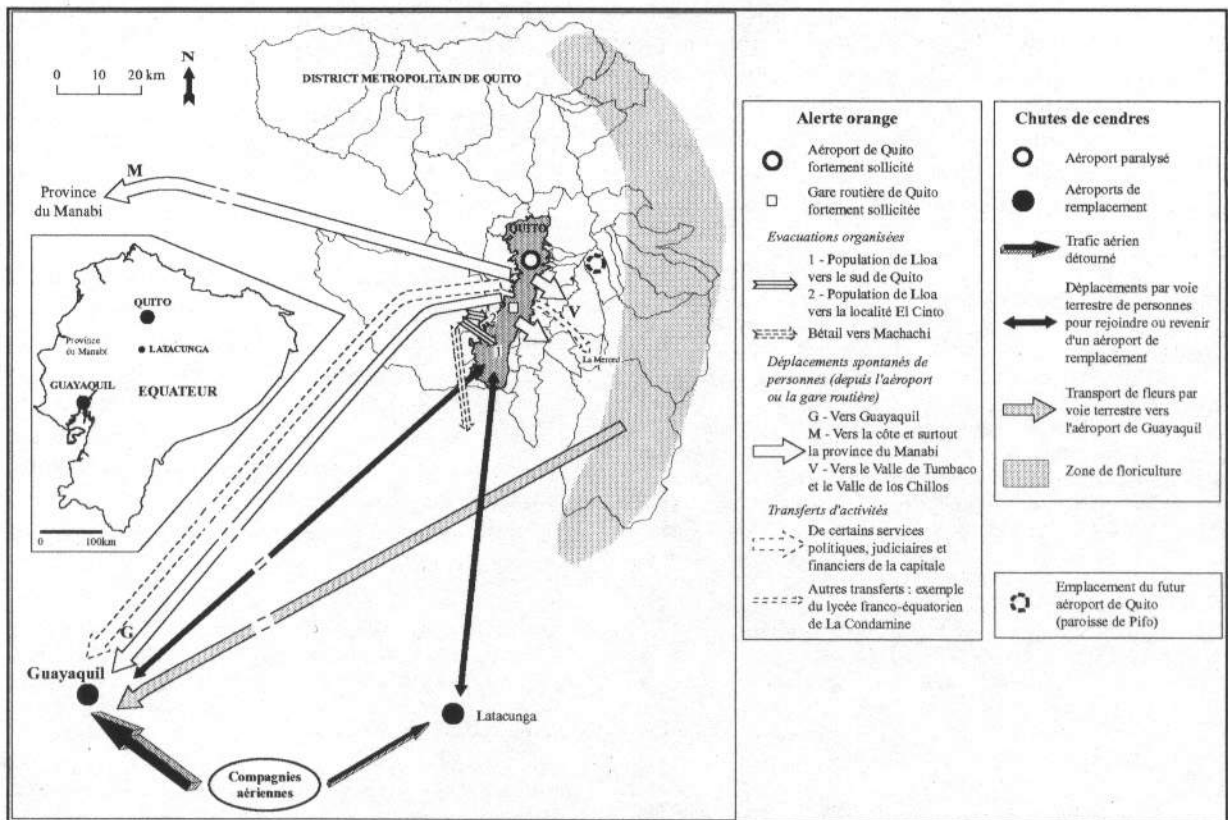 0 10 20 km
N
DISTRICT METROPOLITAIN DE QUITO
M
Province
du Manabi
QUITO
V
1
La Merced
QUITO
Province
du Manabi
LATACUNGA
GUAYAQUIL
EQUATEUR
0 100km
G
Guayaquil
Latacunga
Compagnies
aériennes
Alerte orange
Aéroport de Quito
fortement sollicité
Gare routière de Quito
fortement sollicitée
Evacuations organisées
1 - Population de Lloa
vers le sud de Quito
2 - Population de Lloa
vers la localité El Cinto
Bétail vers Machachi
Déplacements spontanés de
personnes (depuis l'aéroport
ou la gare routière)
G - Vers Guayaquil
M - Vers la côte et surtout
la province du Manabi
V - Vers le Valle de Tumbaco
et le Valle de los Chillos
Transferts d'activités
De certains services
politiques, judiciaires et
financiers de la capitale
Autres transferts : exemple
du lycée franco-équatorien
de La Condamine
Chutes de cendres
Aéroport paralysé
Aéroports de
remplacement
Trafic aérien
détourné
Déplacements par voie
terrestre de personnes
pour rejoindre ou revenir
d'un aéroport de
remplacement
Transport de fleurs par
voie terrestre vers
l'aéroport de Guayaquil
Zone de floriculture
Emplacement du futur
aéroport de Quito
(paroisse de Pifo)